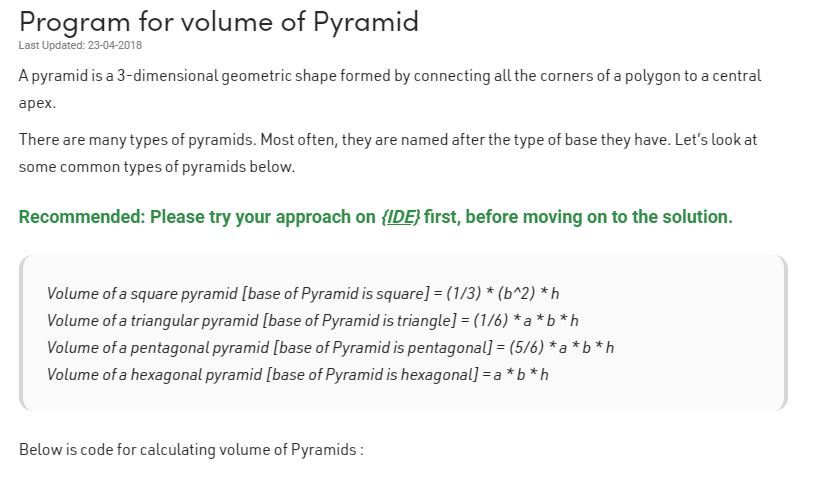 Program for volume of Pyramid
Last Updated: 23-04-2018
A pyramid is a 3-dimensional geometric shape formed by connecting all the corners of a polygon to a central
apex.
There are many types of pyramids. Most often, they are named after the type of base they have. Let's look at
some common types of pyramids below.
Recommended: Please try your approach on {IDE} first, before moving on to the solution.
Volume of a square pyramid [base of Pyramid is square] = (1/3) * (b^2) * h
Volume of a triangular pyramid [base of Pyramid is triangle] = (1/6) * a * b * h
Volume of a pentagonal pyramid [base of Pyramid is pentagonal] = (5/6) * a * b * h
Volume of a hexagonal pyramid [base of Pyramid is hexagonal] = a * b * h
Below is code for calculating volume of Pyramids :